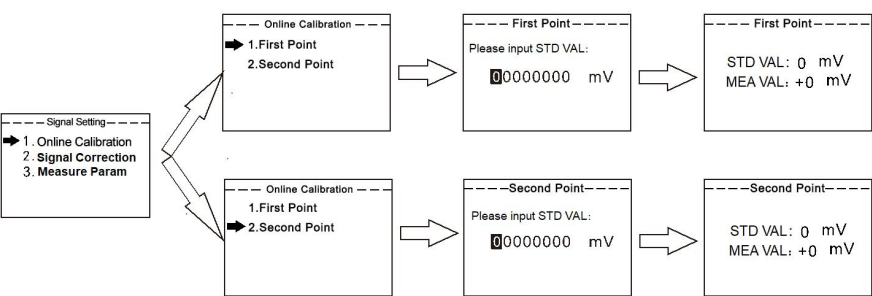 Signal Setting
1. Online Calibration
2. Signal Correction
3. Measure Param
Online Calibration
1.First Point
2.Second Point
First Point
Please input STD VAL:
00000000 mV
First Point
STD VAL: 0 mV
MEA VAL: +0 mV
Online Calibration
1.First Point
2.Second Point
Second Point
Please input STD VAL:
00000000 mV
Second Point
STD VAL: 0 mV
MEA VAL: +0 mV